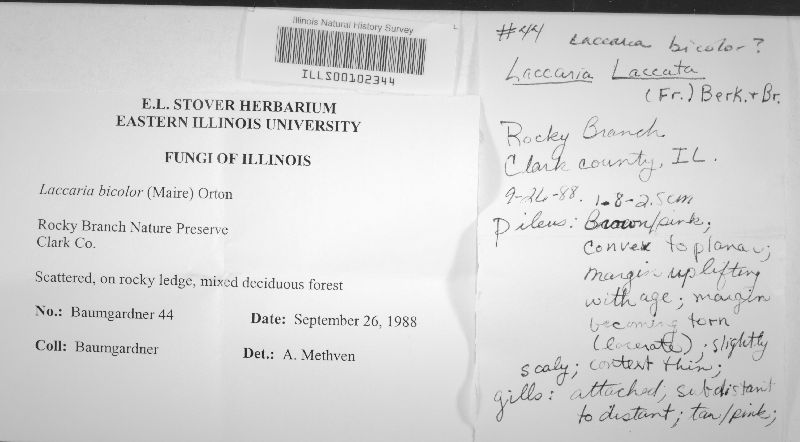 Illinois Natural History Survey
ILLS00102344
E.L. STOVER HERBARIUM
EASTERN ILLINOIS UNIVERSITY
FUNGI OF ILLINOIS
Laccaria bicolor (Maire) Orton
Rocky Branch Nature Preserve
Clark Co.
Scattered, on rocky ledge, mixed deciduous forest
No.: Baumgardner 44 Date: September 26, 1988
Coll: Baumgardner Det.: A. Methven
#44 Laccaria bicolor?
Laccaria Laccata
(Fr.) Berk. + Br.
Rocky Branch
Clark county, IL.
9-26-88. 1.8-2.5cm
Pileus: Brown/pink;
convex to planar;
margin uplifting
with age; margin
becoming torn
(lacerate); slightly
scaly; context thin;
gills: attached; subdistant
to distant; tan/pink;